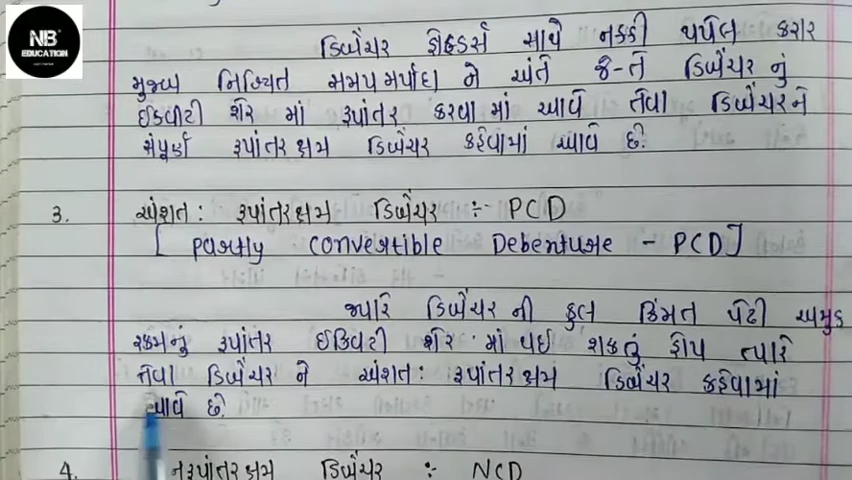 NB
EDUCATION
ડિબેંચર હોલ્ડર્સ સાથે નક્કી થયેલ કરાર
મુજબ નિશ્ચિત સમયમર્યાદા ને અંતે જે-તે ડિબેંચર નું
ઈક્વીટી શેર માં રૂપાંતર કરવામાં આવે તેવા ડિબેંચરને
સંપૂર્ણ રૂપાંતરક્ષમ ડિબેંચર કહેવામાં આવે છે.
3. અંશત: રૂપાંતરક્ષમ ડિબેંચર :- PCD
[ Partly Convertible Debenture - PCD]
જ્યારે ડિબેંચર ની કુલ કિંમત પૈકી અમુક
રકમનું રૂપાંતર ઈક્વિટી શેર માં થઇ શકતું હોય ત્યારે
તેવા ડિબેંચર ને અંશત: રૂપાંતરક્ષમ ડિબેંચર કહેવામાં
આવે છે.
4. નરૂપાંતરક્ષમ ડિબેંચર :- NCD